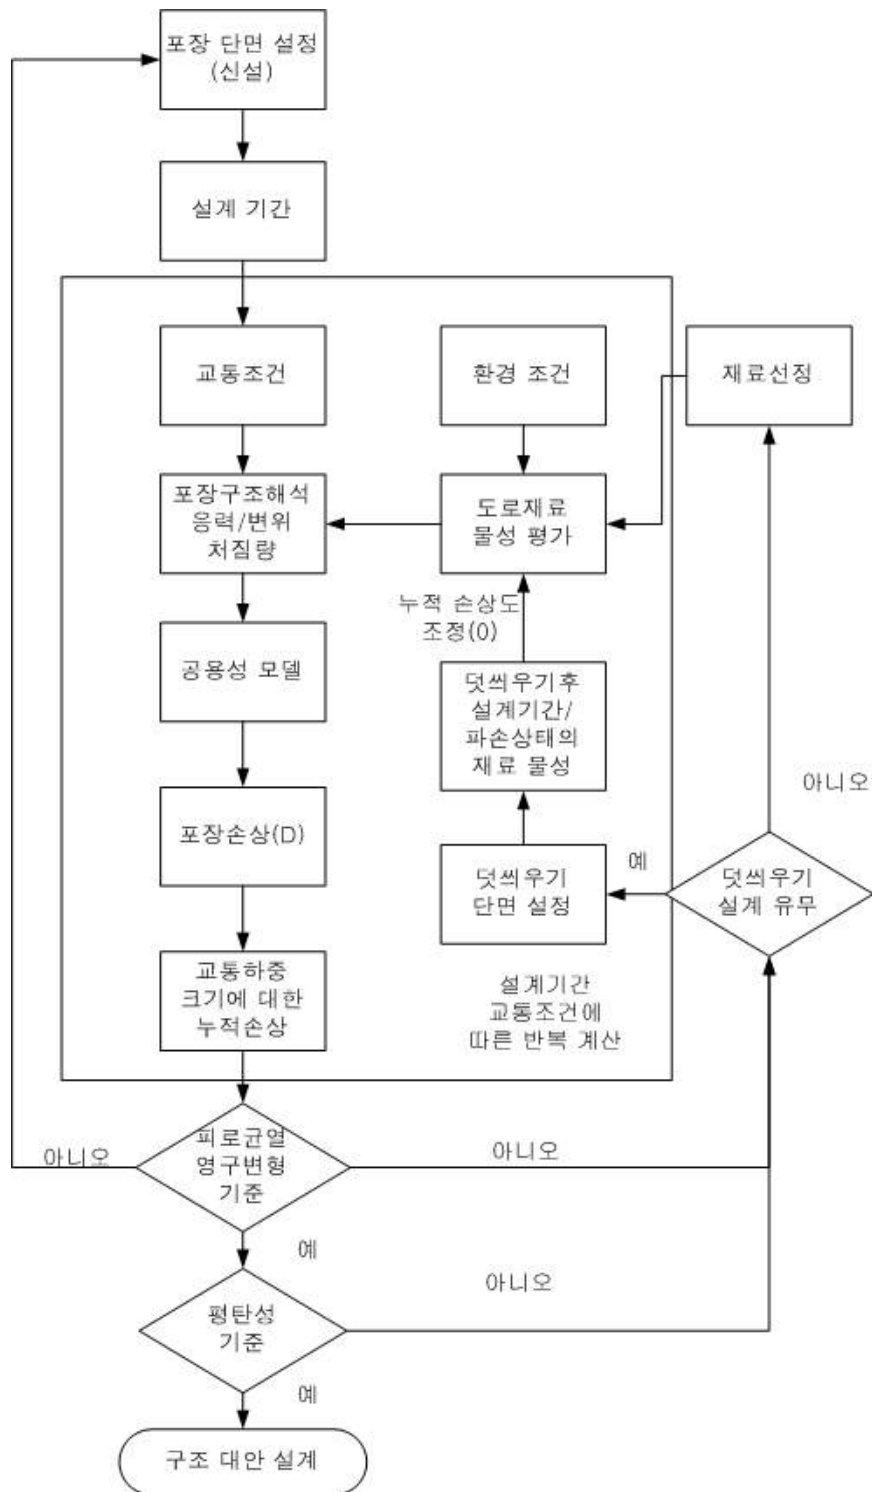 포장 단면 설정
(신설)
설계 기간
교통조건
환경 조건
재료선정
포장구조해석
응력/변위
처짐량
도로재료
물성 평가
누적 손상도
조정(0)
공용성 모델
덧씌우기후
설계기간/
파손상태의
재료 물성
아니오
포장손상(D)
덧씌우기
단면 설정
예
덧씌우기
설계 유무
교통하중
크기에 대한
누적손상
설계기간
교통조건에
따른 반복 계산
피로균열
영구변형
기준
아니오
아니오
예
평탄성
기준
아니오
예
구조 대안 설계